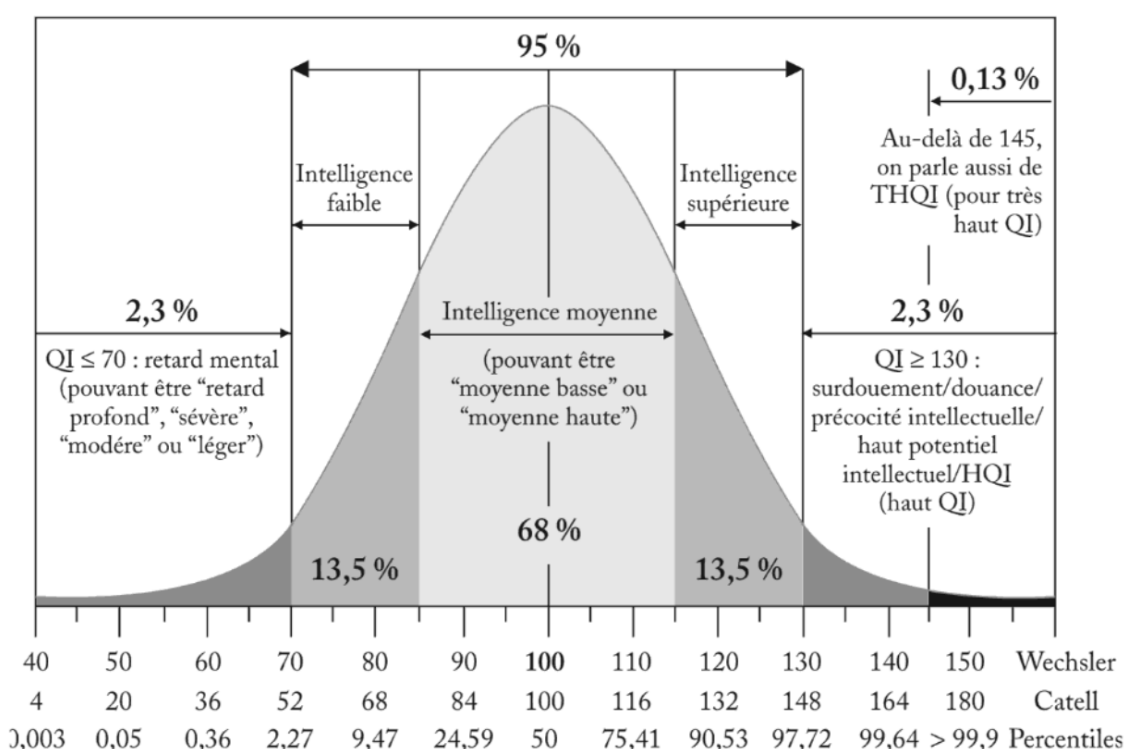 95 %
0,13 %
Au-delà de 145,
on parle aussi de
THQI (pour très
haut QI)
Intelligence
faible
Intelligence
supérieure
2,3 %
QI ≤ 70 : retard mental
(pouvant être “retard
profond”, “sévère”,
“modére” ou “léger”)
Intelligence moyenne
(pouvant être
“moyenne basse” ou
“moyenne haute”)
2,3 %
QI ≥ 130 :
surdouement/douance/
précocité intellectuelle/
haut potentiel
intellectuel/HQI
(haut QI)
68 %
13,5 %
13,5 %
40 50 60 70 80 90 100 110 120 130 140 150 Wechsler
4 20 36 52 68 84 100 116 132 148 164 180 Catell
0,003 0,05 0,36 2,27 9,47 24,59 50 75,41 90,53 97,72 99,64 > 99,9 Percentiles